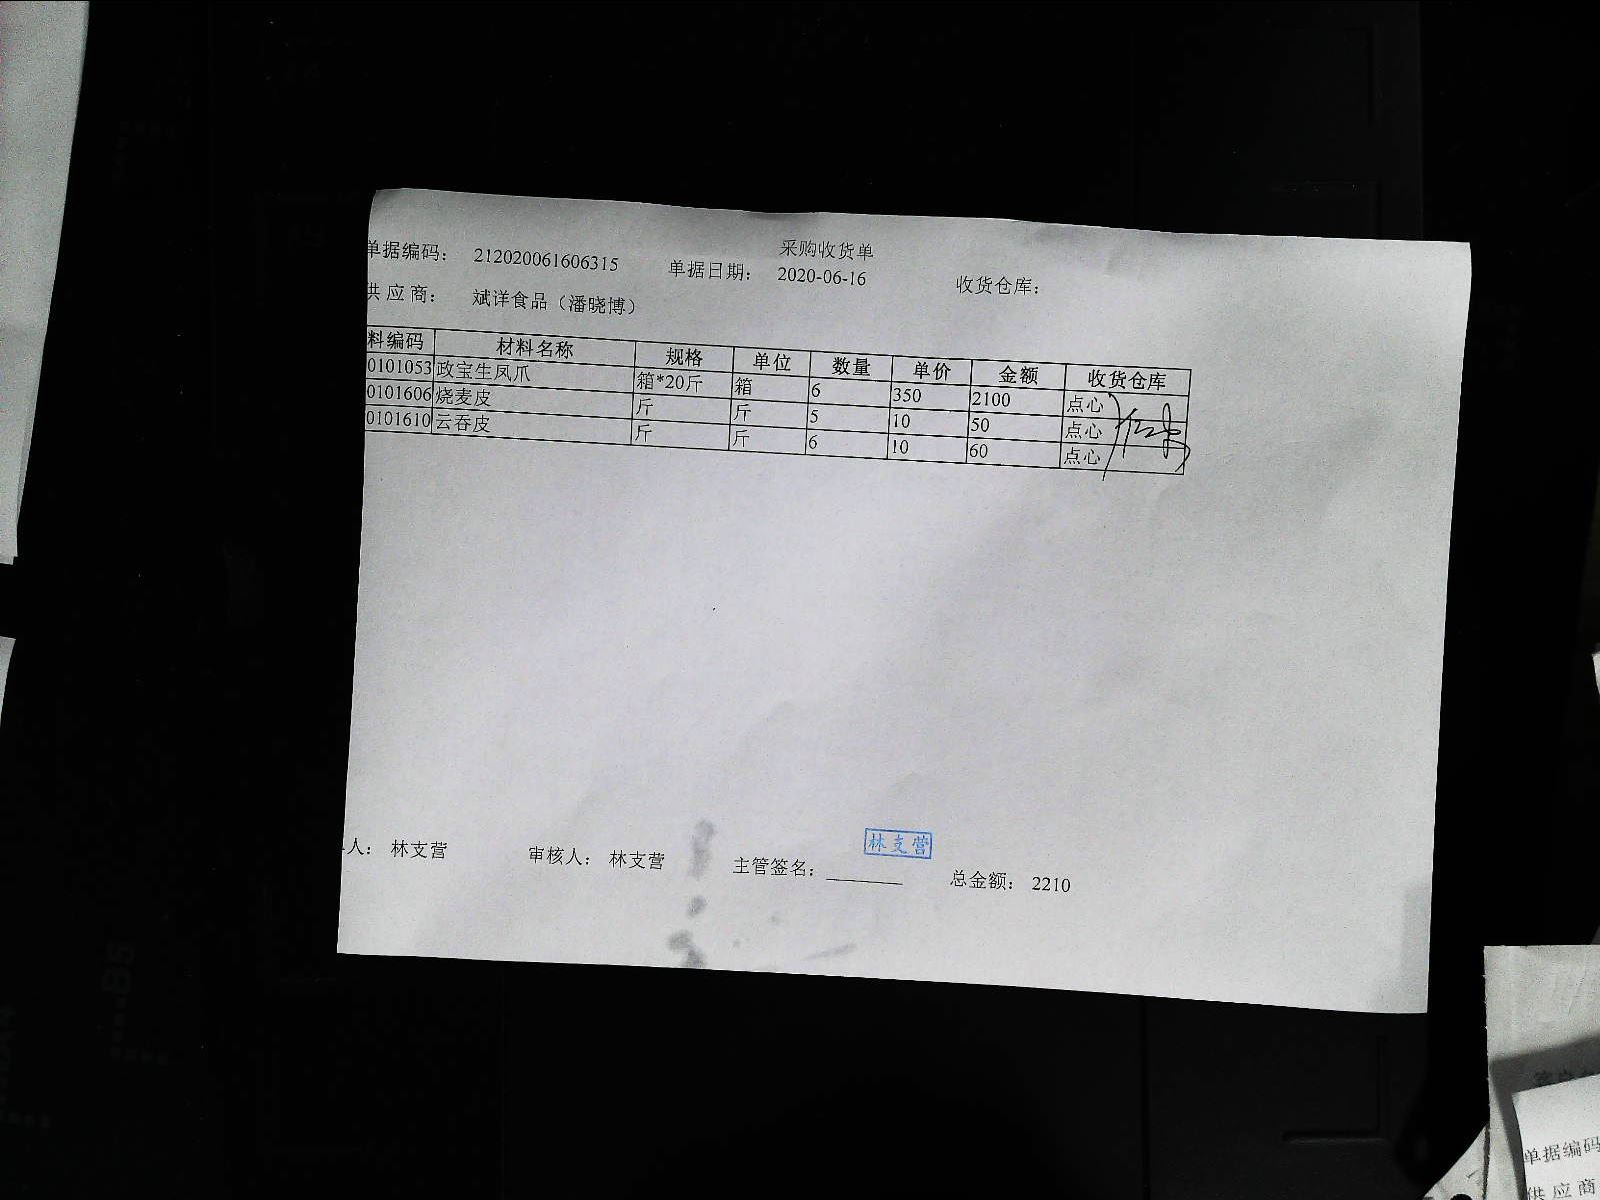 采购收货单
单据编码： 212020061606315 单据日期： 2020-06-16 收货仓库：
供 应 商： 斌洋食品（潘晓博）
料编码 材料名称 规格 单位 数量 单价 金额 收货仓库
0101053 政宝生凤爪 箱*20斤 箱 6 350 2100 点心
0101606 烧麦皮 斤 斤 5 10 50 点心
0101610 云吞皮 斤 斤 6 10 60 点心
林支营
人： 林支营 审核人： 林支营 主管签名：________ 总金额： 2210
单据编码
供 应 商